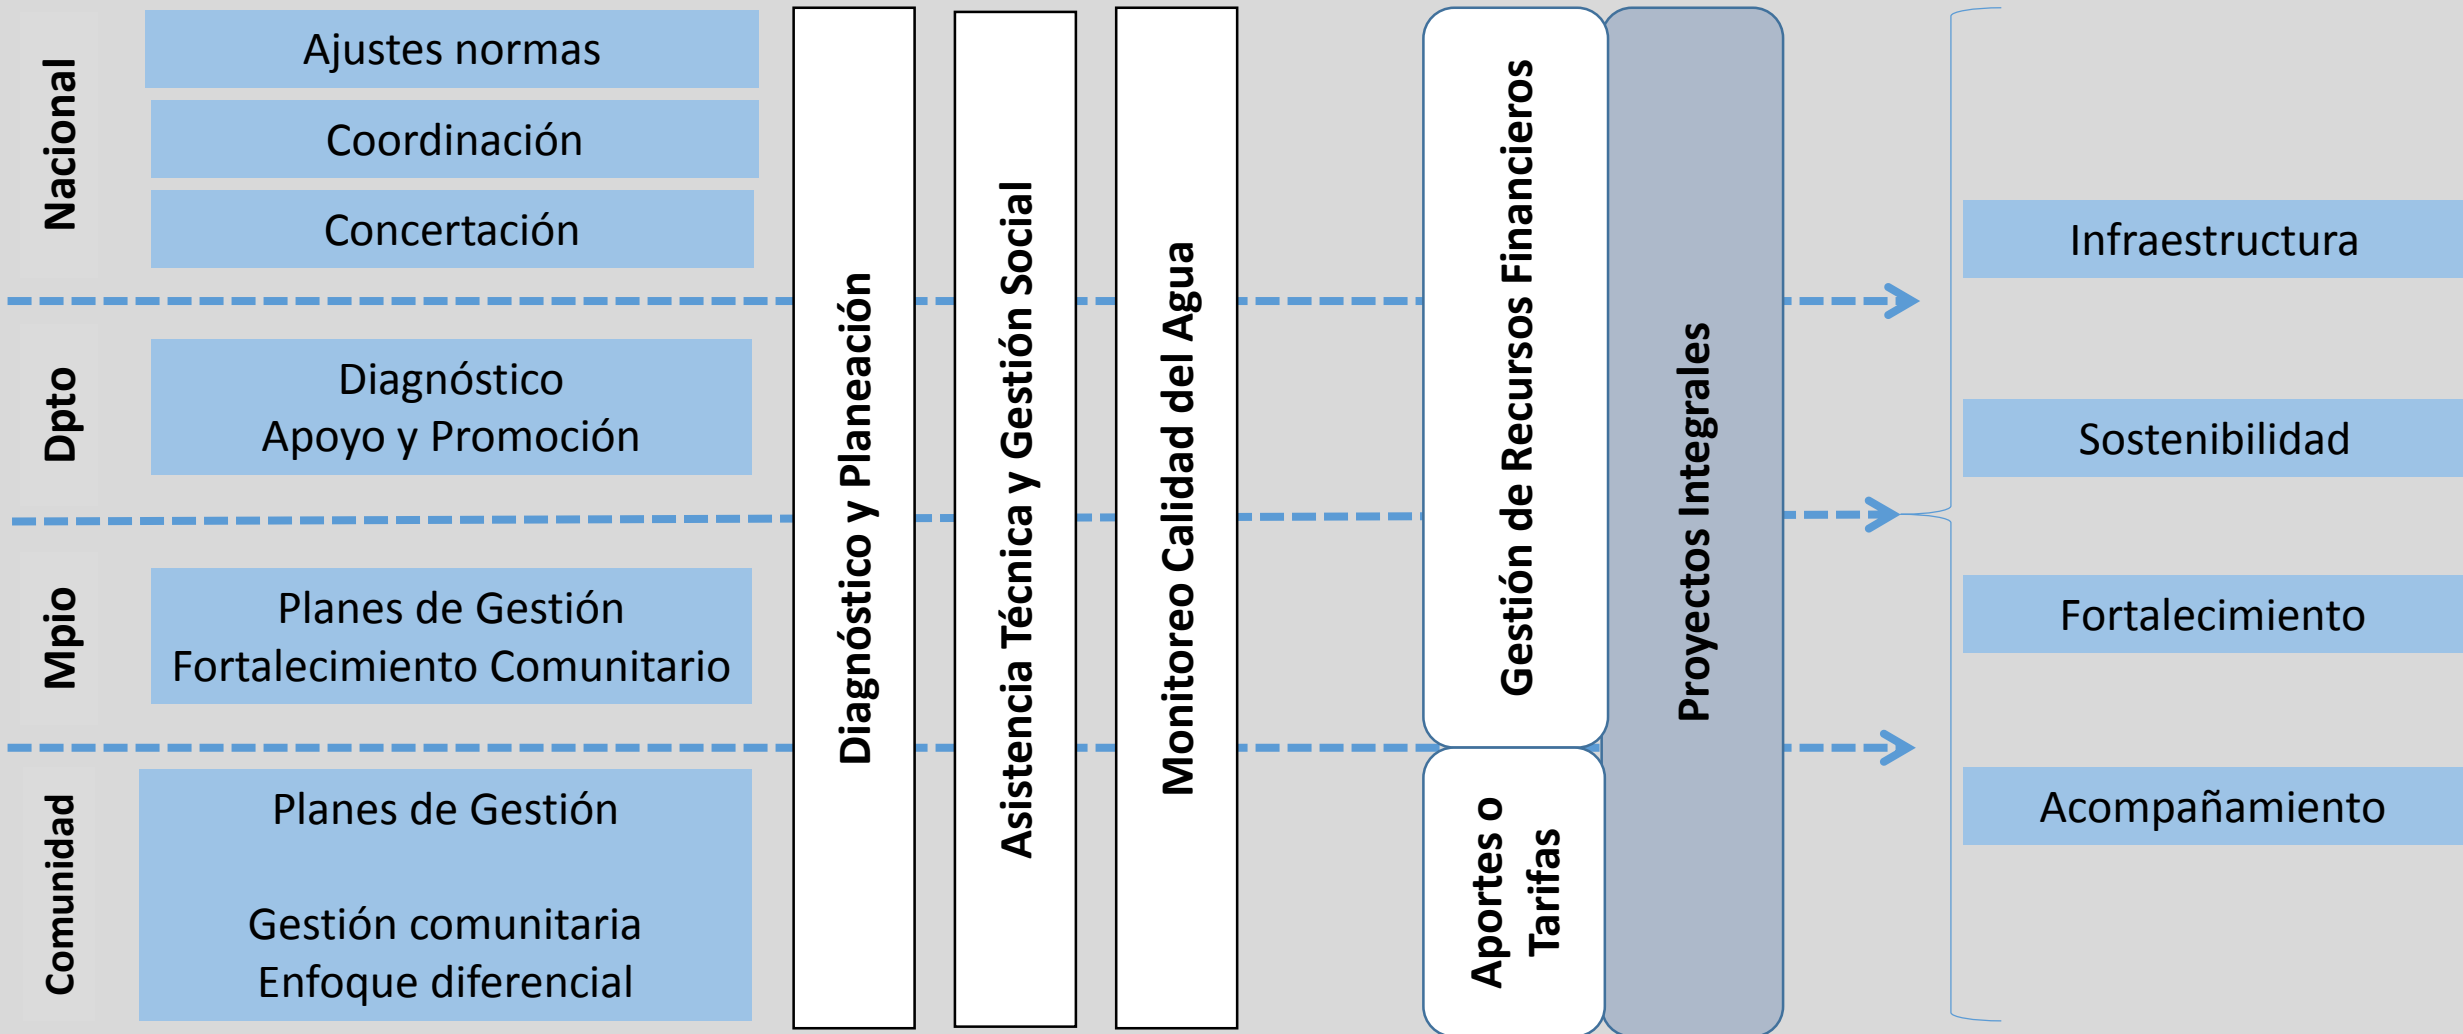 Nacional
Ajustes normas
Coordinación
Concertación
Dpto
Diagnóstico
Apoyo y Promoción
Mpio
Planes de Gestión
Fortalecimiento Comunitario
Comunidad
Planes de Gestión
Gestión comunitaria
Enfoque diferencial
Diagnóstico y Planeación
Asistencia Técnica y Gestión Social
Monitoreo Calidad del Agua
Gestión de Recursos Financieros
Aportes o
Tarifas
Proyectos Integrales
Infraestructura
Sostenibilidad
Fortalecimiento
Acompañamiento